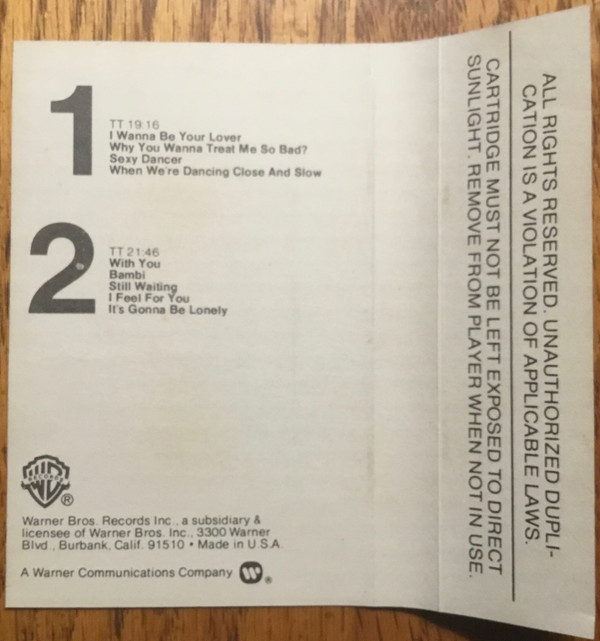 1
TT 19:16
I Wanna Be Your Lover
Why You Wanna Treat Me So Bad?
Sexy Dancer
When We're Dancing Close And Slow
2
TT 21:46
With You
Bambi
Still Waiting
I Feel For You
It's Gonna Be Lonely
WB
RECORDS
®
Warner Bros. Records Inc., a subsidiary &
licensee of Warner Bros. Inc., 3300 Warner
Blvd., Burbank, Calif. 91510 • Made in U.S.A.
A Warner Communications Company ®
ALL RIGHTS RESERVED. UNAUTHORIZED DUPLI-
CATION IS A VIOLATION OF APPLICABLE LAWS.
CARTRIDGE MUST NOT BE LEFT EXPOSED TO DIRECT
SUNLIGHT. REMOVE FROM PLAYER WHEN NOT IN USE.